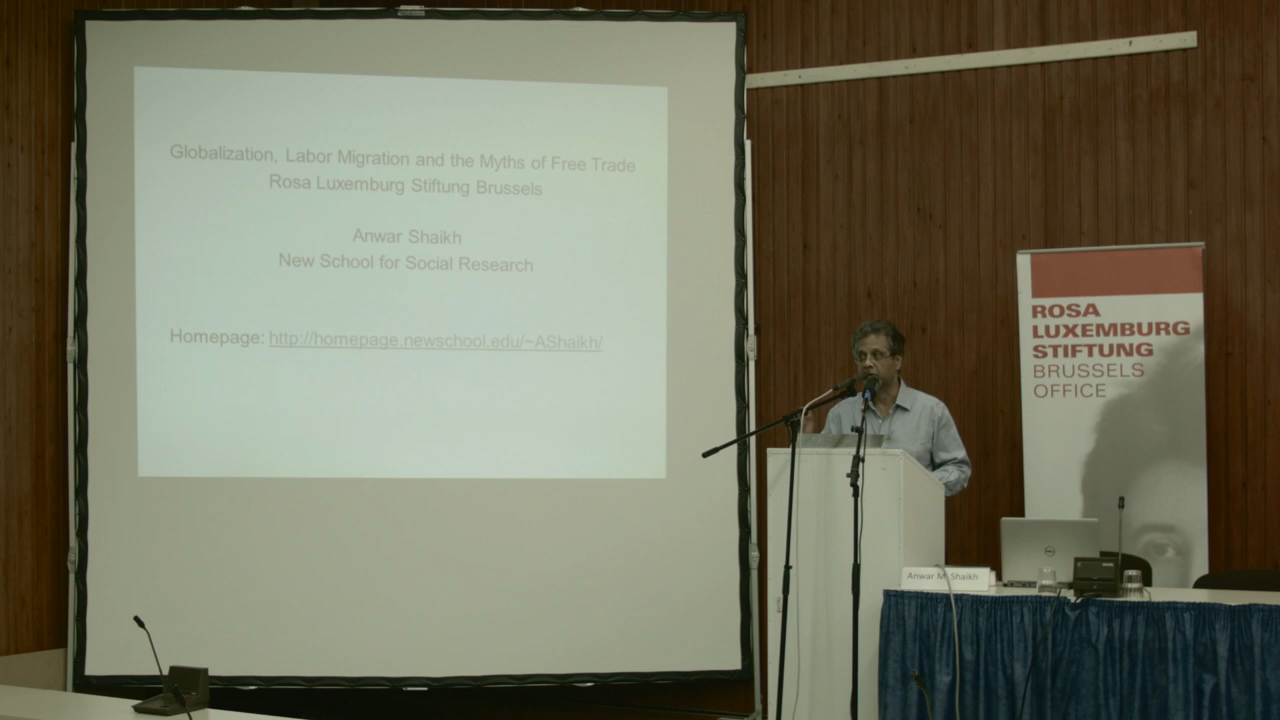 Globalization, Labor Migration and the Myths of Free Trade
Rosa Luxemburg Stiftung Brussels
Anwar Shaikh
New School for Social Research
Homepage: http://homepage.newschool.edu/~AShaikh/
ROSA
LUXEMBURG
STIFTUNG
BRUSSELS
OFFICE
Anwar M. Shaikh
DELL